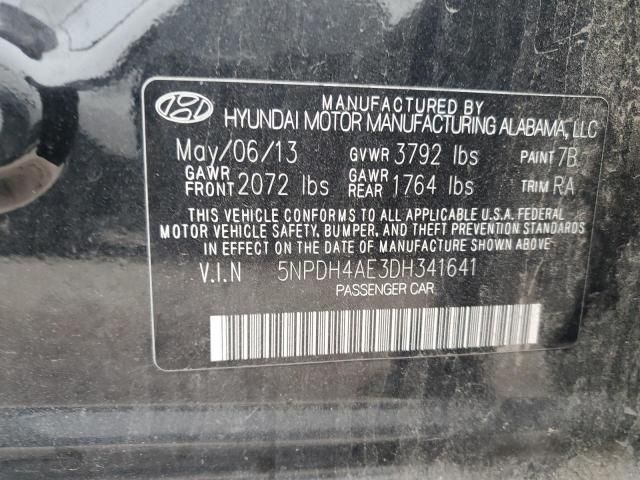 MANUFACTURED BY
HYUNDAI MOTOR MANUFACTURING ALABAMA, LLC
May/06/13 GVWR 3792 lbs PAINT 7B
GAWR FRONT 2072 lbs GAWR REAR 1764 lbs TRIM RA
THIS VEHICLE CONFORMS TO ALL APPLICABLE U.S.A. FEDERAL
MOTOR VEHICLE SAFETY, BUMPER, AND THEFT PREVENTION STANDARDS
IN EFFECT ON THE DATE OF MANUFACTURE SHOWN ABOVE.
V.I.N 5NPDH4AE3DH341641
PASSENGER CAR